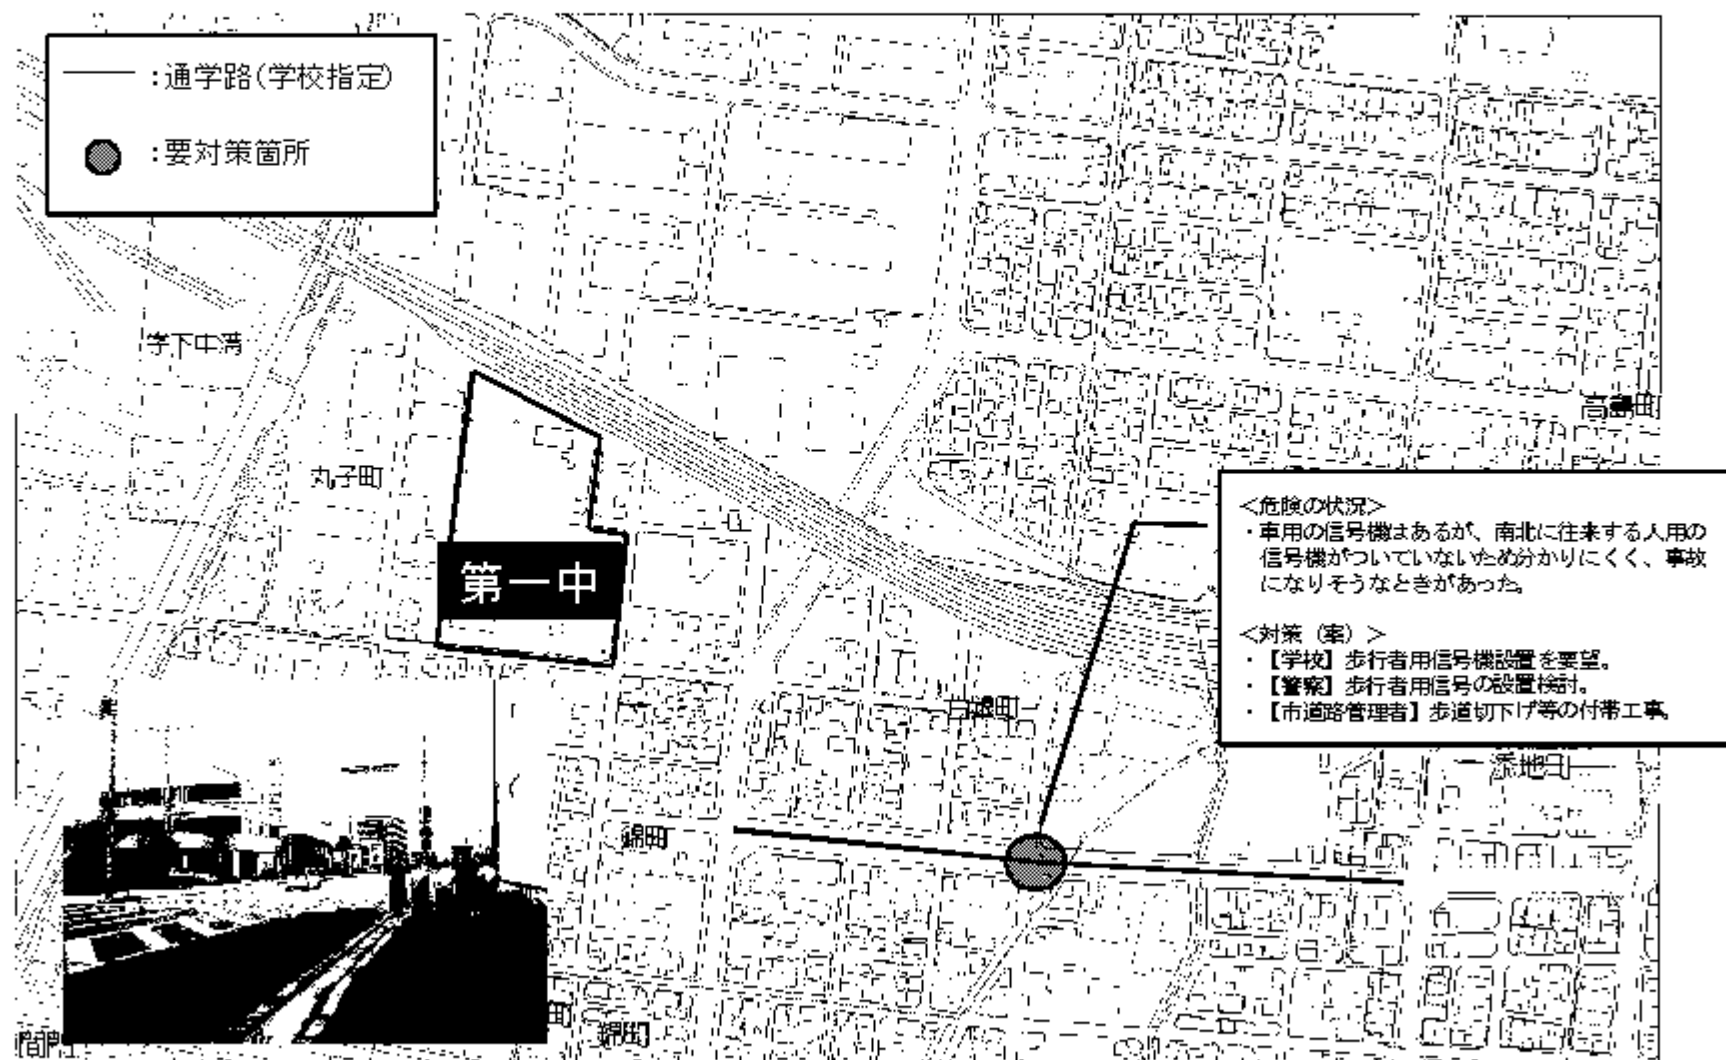 :通学路(学校指定)
:要対策箇所
字下中溝
高島町
丸子町
第一中
<危険の状況>
・車用の信号機はあるが、南北に往来する人用の
信号機がついていないため分かりにくく、事故
になりそうなときがあった。
<対策(案)>
・【学校】歩行者用信号機設置を要望。
・【警察】歩行者用信号の設置検討。
・【市道路管理者】歩道切下げ等の付帯工事。
添地町
錦町
錦町